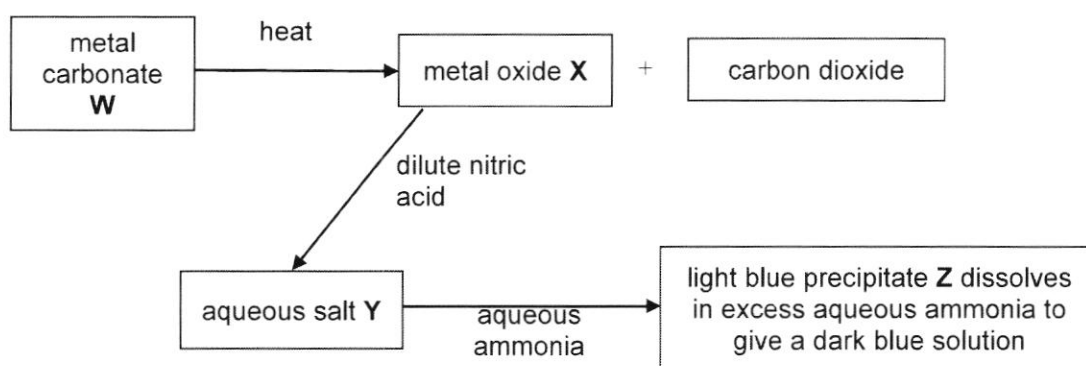 metal
carbonate
W
heat
metal oxide X
+
carbon dioxide
dilute nitric
acid
aqueous salt Y
aqueous
ammonia
light blue precipitate Z dissolves
in excess aqueous ammonia to
give a dark blue solution